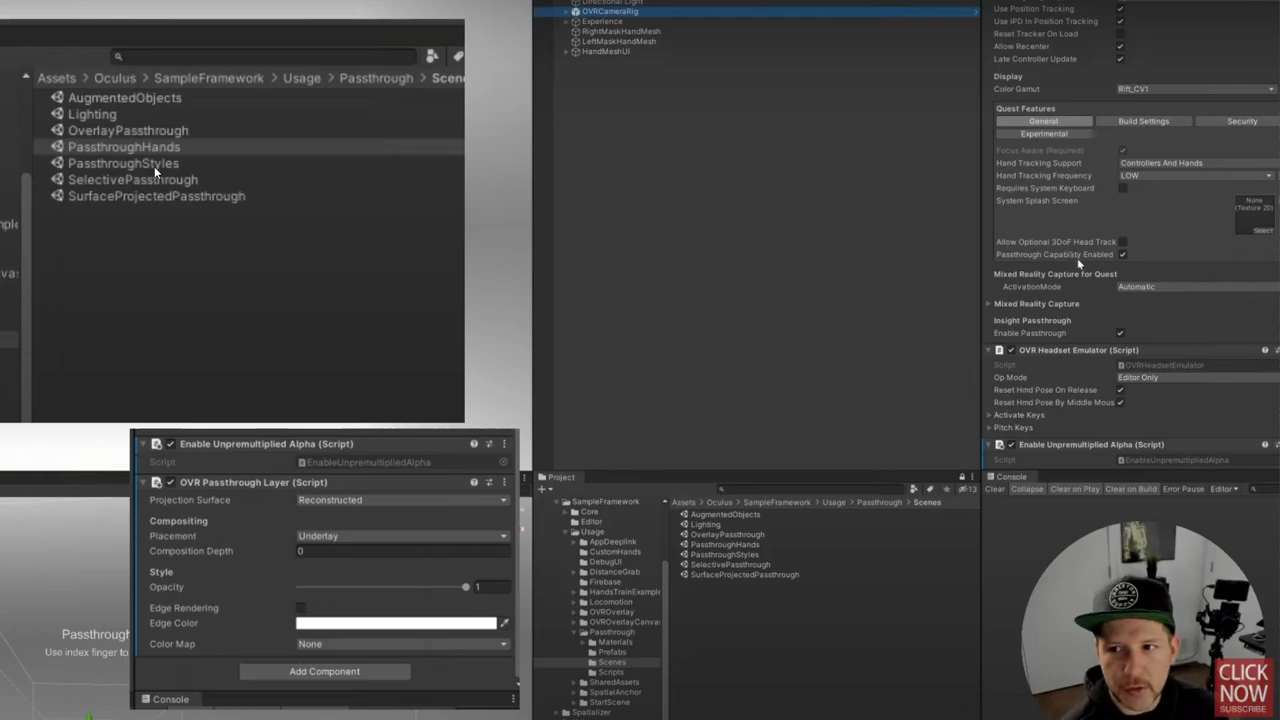 Assets > Oculus > SampleFramework > Usage > Passthrough > Scen
AugmentedObjects
Lighting
OverlayPassthrough
PassthroughHands
PassthroughStyles
SelectivePassthrough
SurfaceProjectedPassthrough
Enable Unpremultiplied Alpha (Script)
Script EnableUnpremultipliedAlpha
OVR Passthrough Layer (Script)
Projection Surface Reconstructed
Compositing
Placement Underlay
Composition Depth 0
Style
Opacity 1
Edge Rendering
Edge Color
Color Map None
Add Component
Console
Passthrough
Use index finger to
Directional Light
OVRCameraRig
Experience
RightMaskHandMesh
LeftMaskHandMesh
HandMeshUI
Project
13
SampleFramework
Core
Editor
Usage
AppDeeplink
CustomHands
DebugUI
DistanceGrab
Firebase
HandsTrainExample
Locomotion
OVROverlay
OVROverlayCanvas
Passthrough
Materials
Prefabs
Scenes
Scripts
SharedAssets
SpatialAnchor
StartScene
Spatializer
Assets > Oculus > SampleFramework > Usage > Passthrough > Scenes
AugmentedObjects
Lighting
OverlayPassthrough
PassthroughHands
PassthroughStyles
SelectivePassthrough
SurfaceProjectedPassthrough
Use Position Tracking
Use IPD In Position Tracking
Reset Tracker On Load
Allow Recenter
Late Controller Update
Display
Color Gamut Rift_CV1
Quest Features
General Build Settings Security
Experimental
Focus Aware (Required)
Hand Tracking Support Controllers And Hands
Hand Tracking Frequency LOW
Requires System Keyboard
System Splash Screen None (Texture 2D)
Select
Allow Optional 3DoF Head Track
Passthrough Capability Enabled
Mixed Reality Capture for Quest
ActivationMode Automatic
Mixed Reality Capture
Insight Passthrough
Enable Passthrough
OVR Headset Emulator (Script)
Script OVRHeadsetEmulator
Op Mode Editor Only
Reset Hmd Pose On Release
Reset Hmd Pose By Middle Mous
Activate Keys
Pitch Keys
Enable Unpremultiplied Alpha (Script)
Script EnableUnpremultipliedAlpha
Console
Clear Collapse Clear on Play Clear on Build Error Pause Editor
CLICK
NOW
SUBSCRIBE